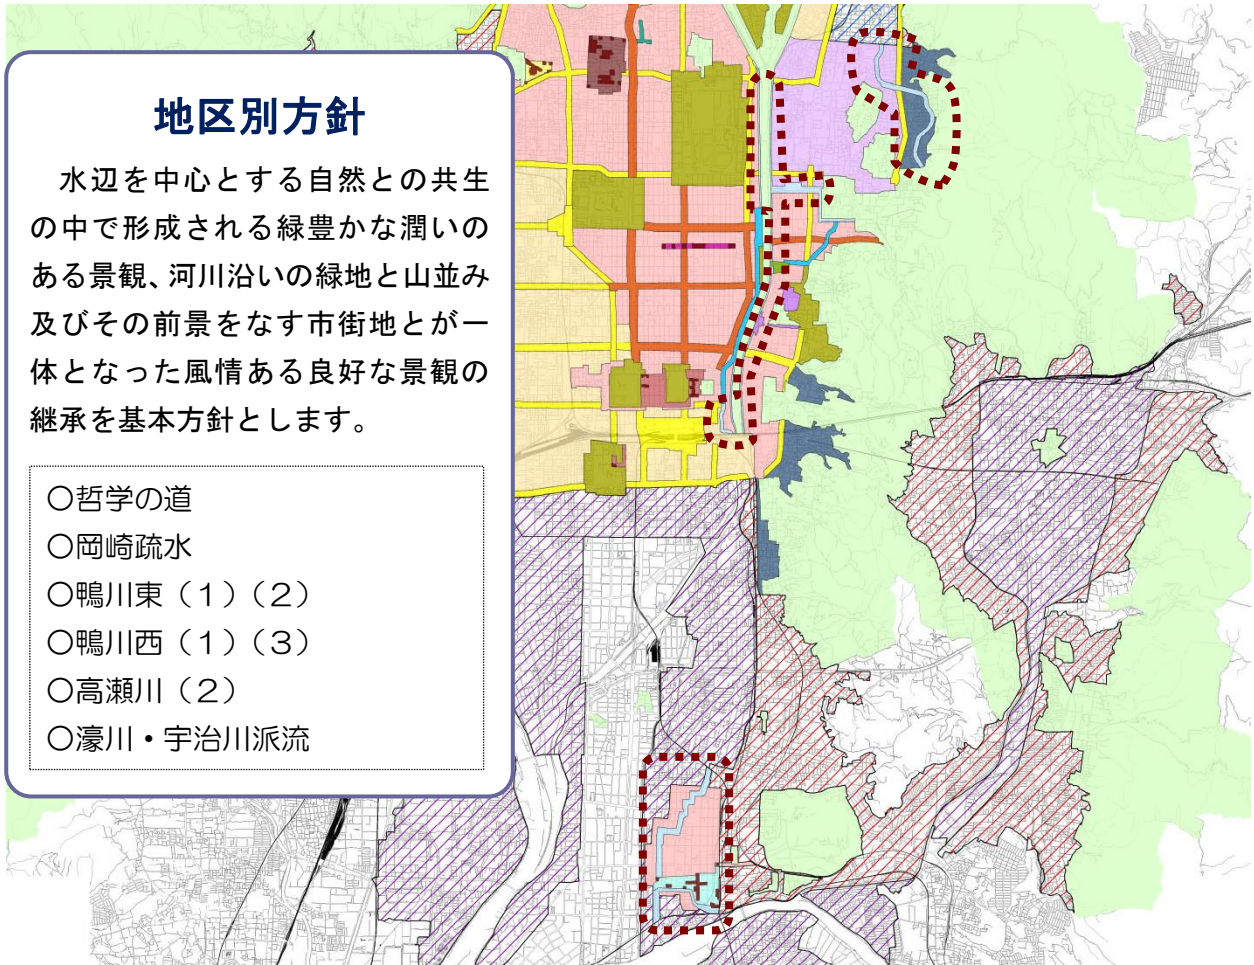 地区別方針
水辺を中心とする自然との共生
の中で形成される緑豊かな潤いの
ある景観、河川沿いの緑地と山並み
及びその前景をなす市街地とが一
体となった風情ある良好な景観の
継承を基本方針とします。
○哲学の道
○岡崎疏水
○鴨川東（１）（２）
○鴨川西（１）（３）
○高瀬川（２）
○濠川・宇治川派流